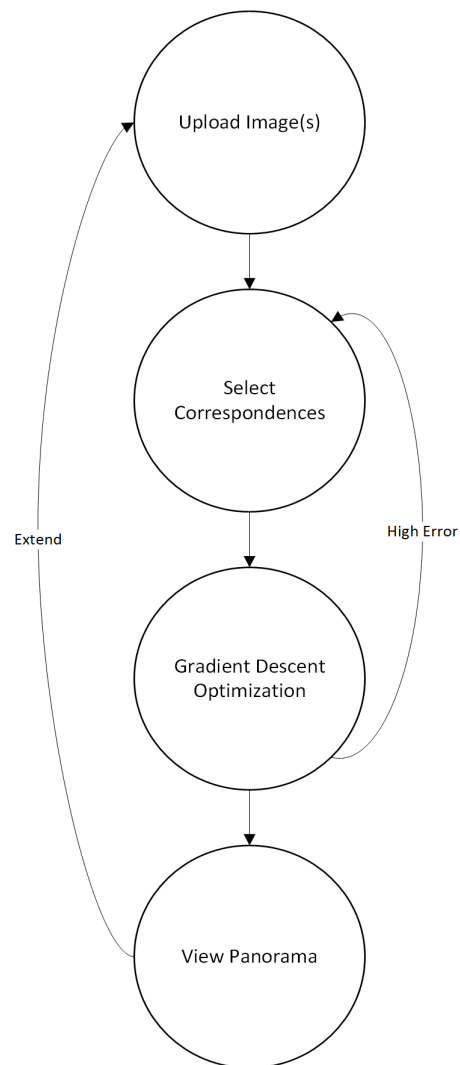 Upload Image(s)
Select
Correspondences
Extend
High Error
Gradient Descent
Optimization
View Panorama